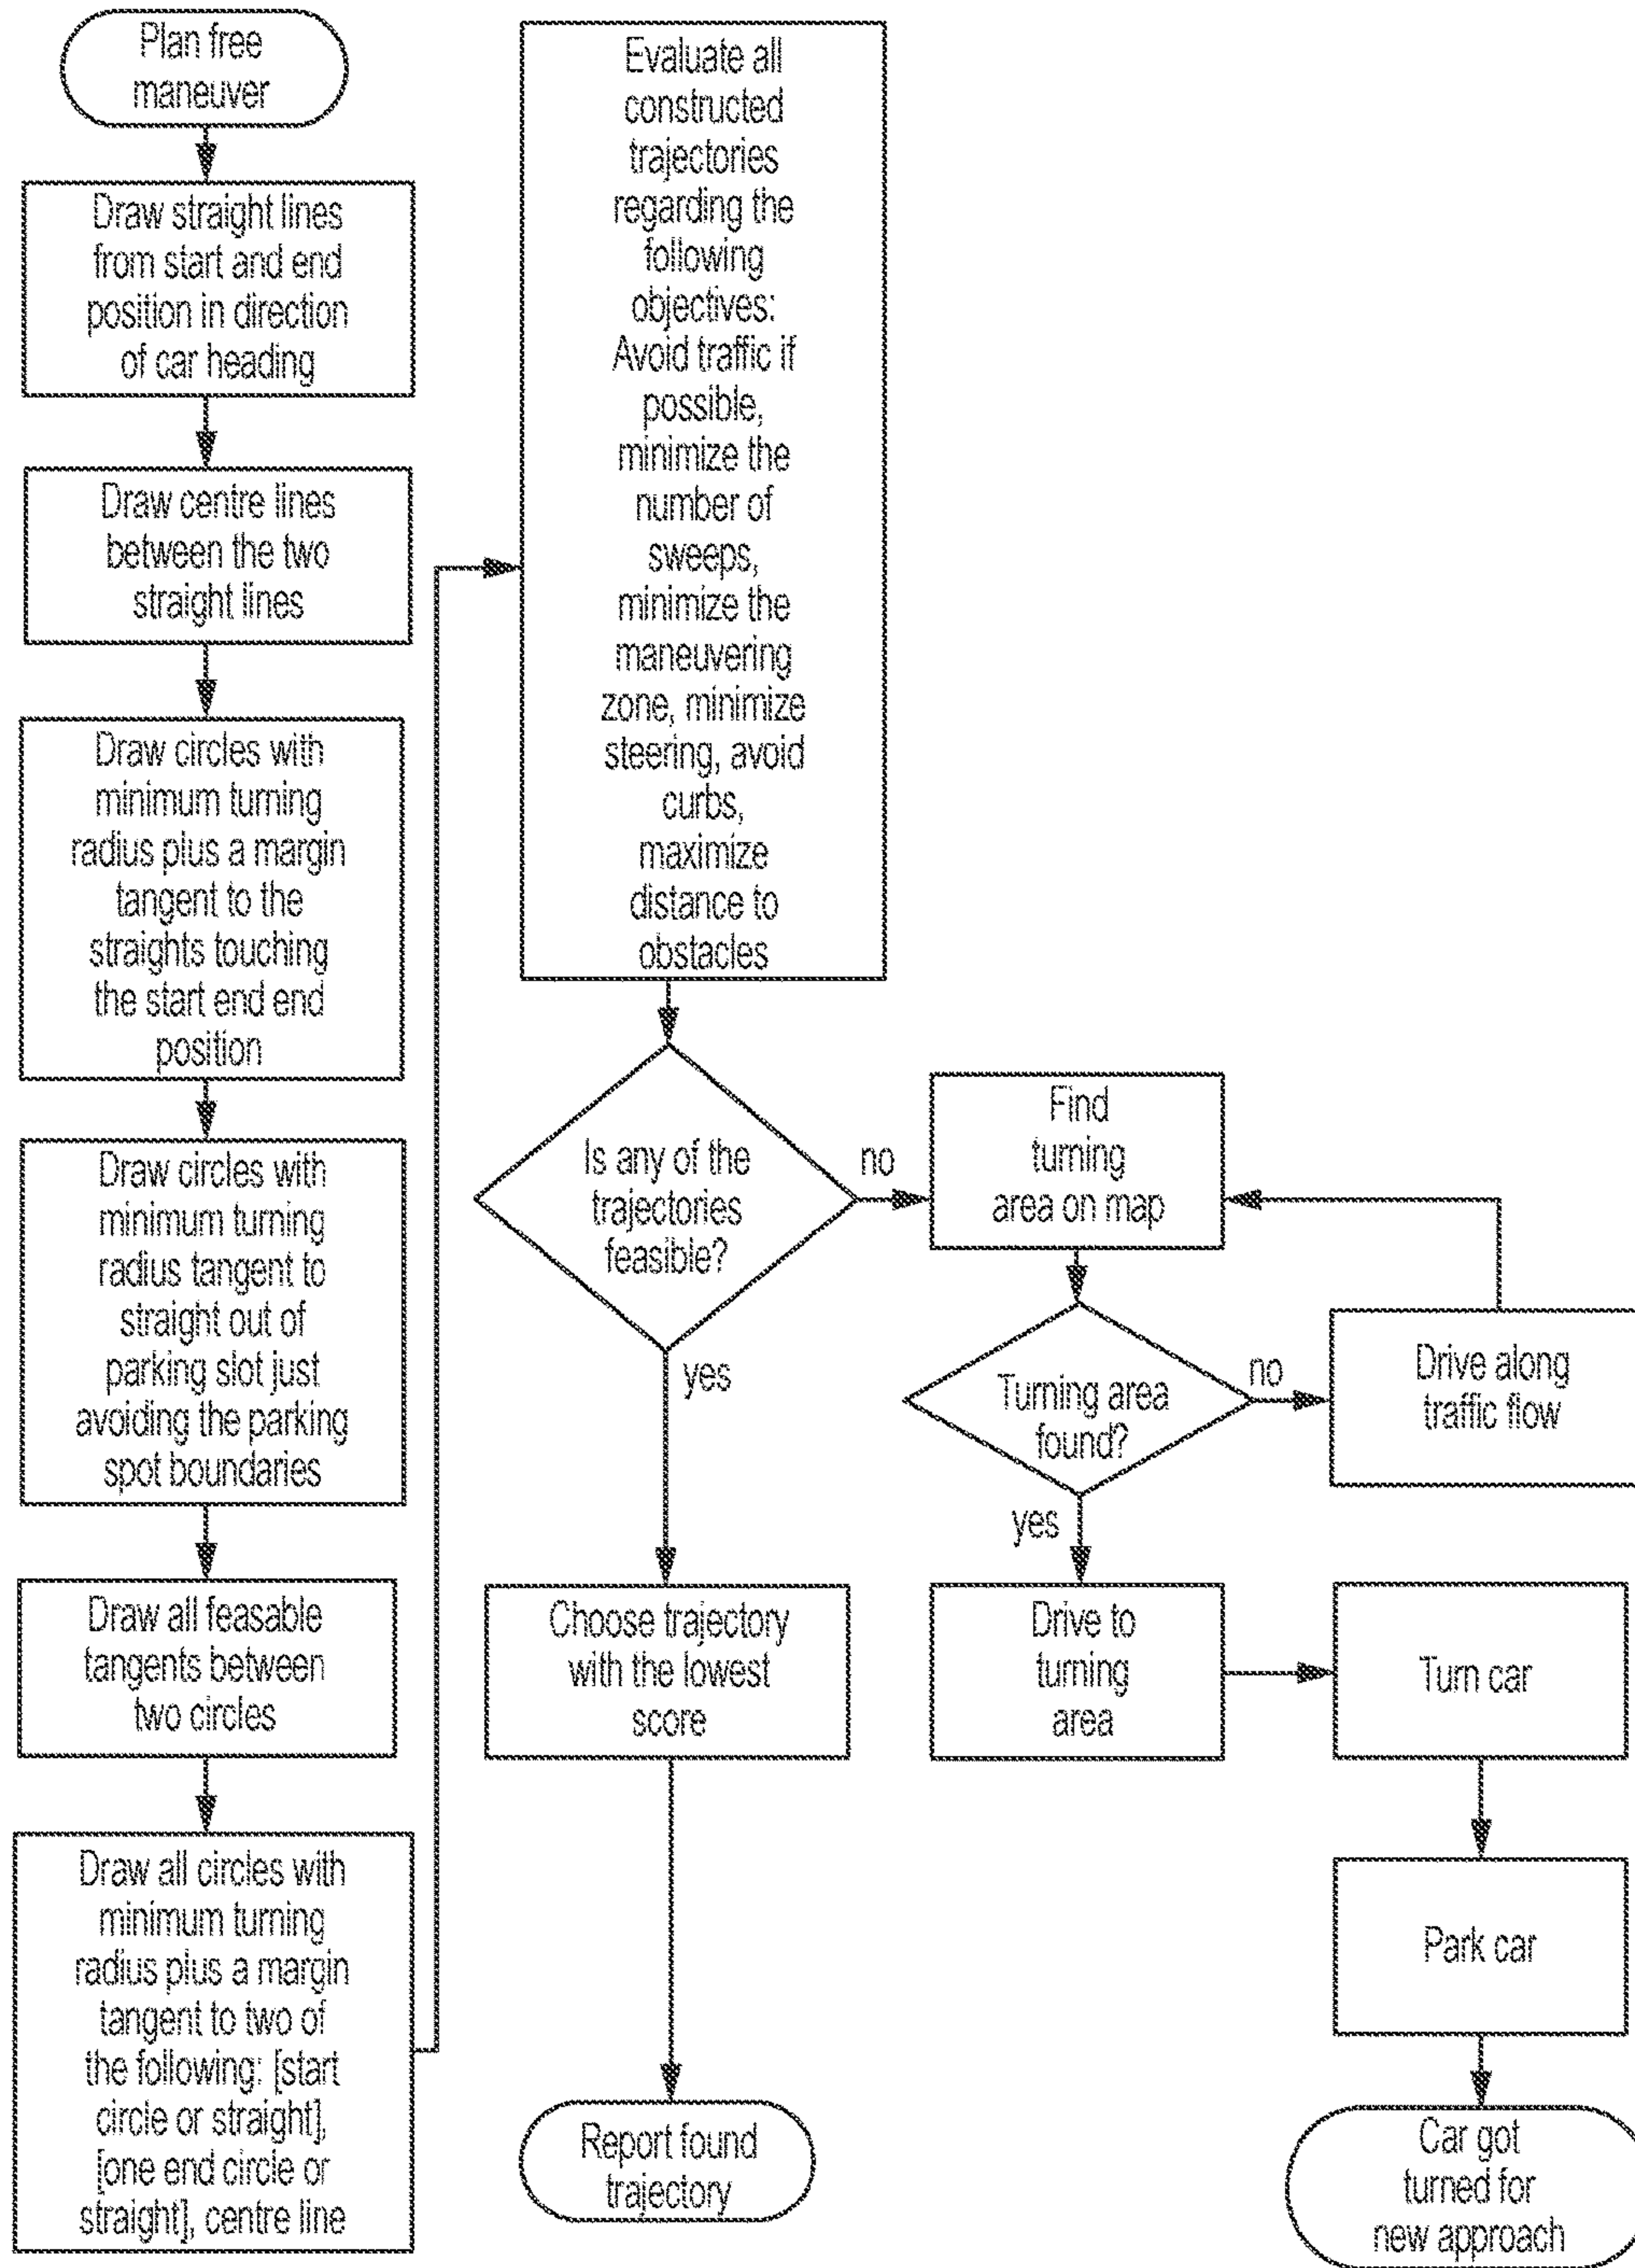 Plan free
maneuver
Draw straight lines
from start and end
position in direction
of car heading
Draw centre lines
between the two
straight lines
Draw circles with
minimum turning
radius plus a margin
tangent to the
straights touching
the start end end
position
Draw circles with
minimum turning
radius tangent to
straight out of
parking slot just
avoiding the parking
spot boundaries
Draw all feasable
tangents between
two circles
Draw all circles with
minimum turning
radius plus a margin
tangent to two of
the following: [start
circle or straight],
[one end circle or
straight], centre line
Evaluate all
constructed
trajectories
regarding the
following
objectives:
Avoid traffic if
possible,
minimize the
number of
sweeps,
minimize the
maneuvering
zone, minimize
steering, avoid
curbs,
maximize
distance to
obstacles
Is any of the
trajectories
feasible?
no
yes
Choose trajectory
with the lowest
score
Report found
trajectory
Find
turning
area on map
Turning area
found?
no
yes
Drive along
traffic flow
Drive to
turning
area
Turn car
Park car
Car got
turned for
new approach